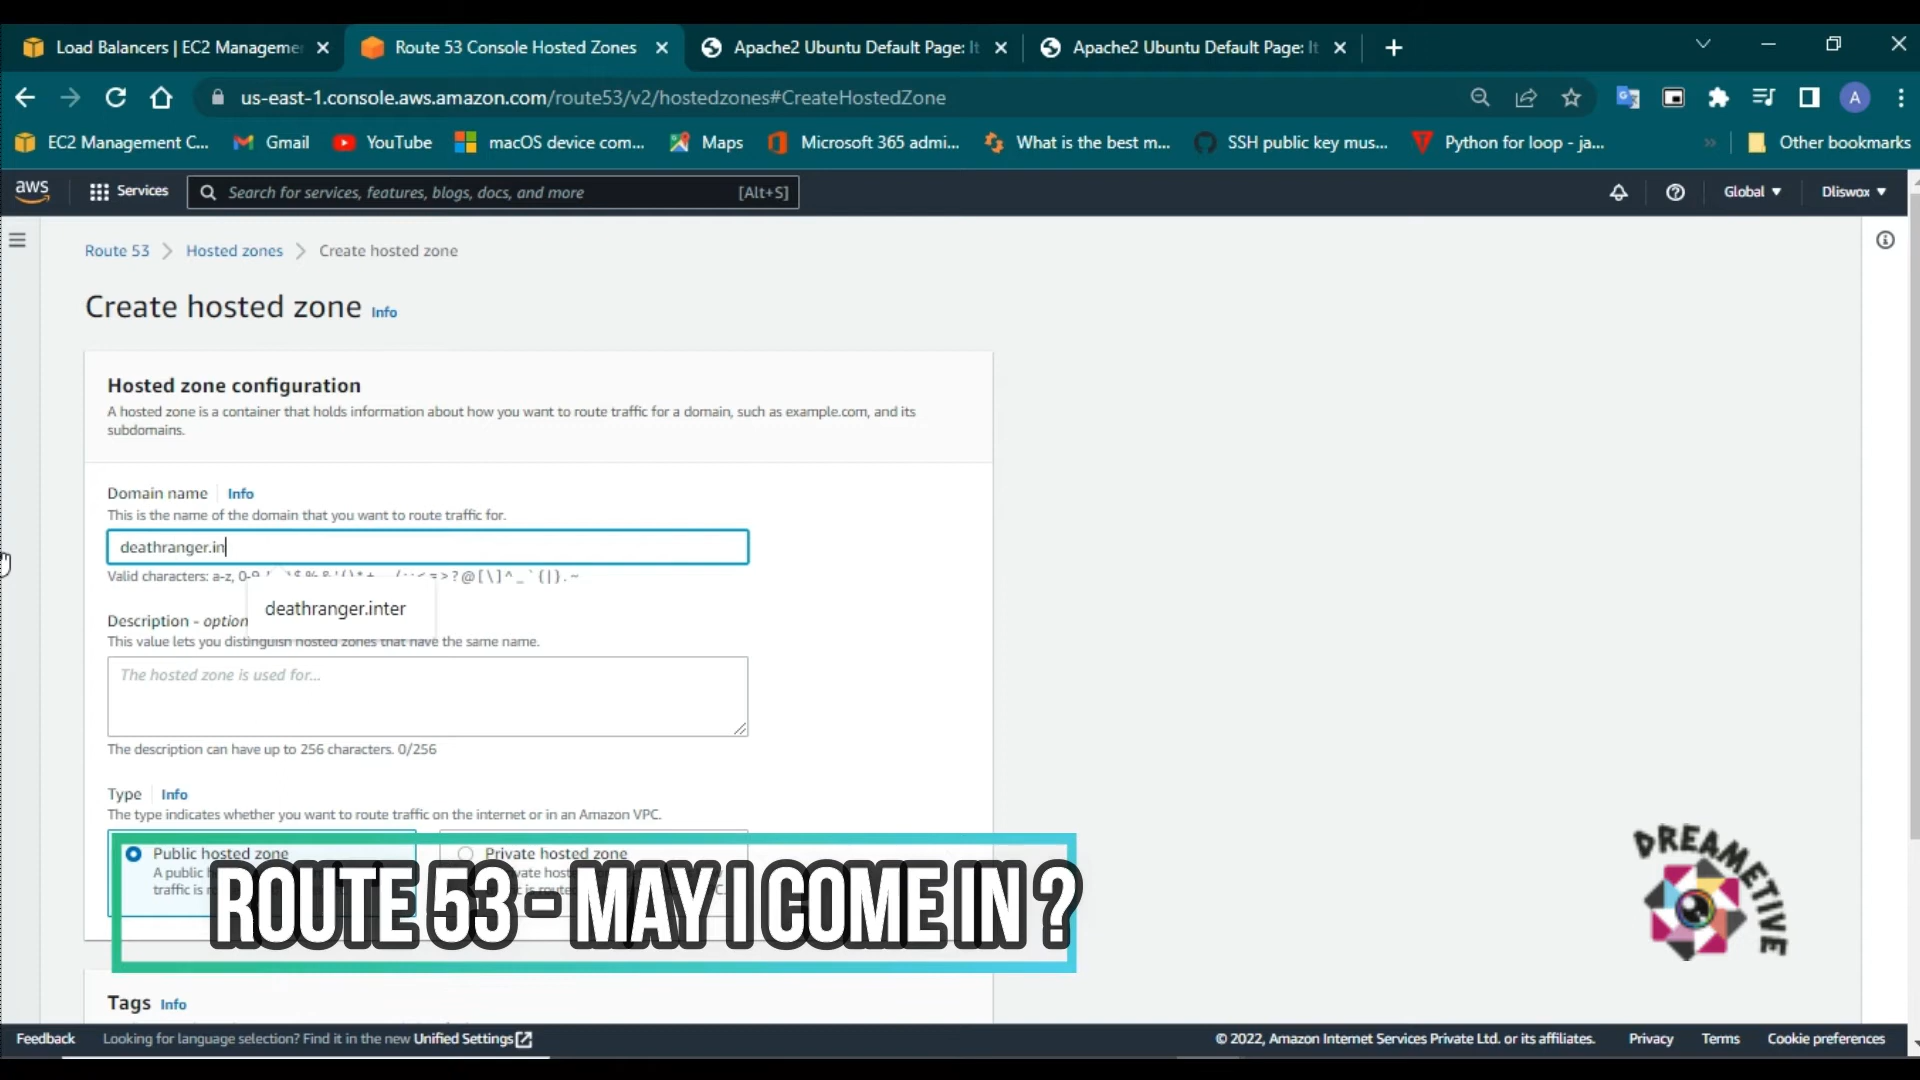 Load Balancers | EC2 Manageme
Route 53 Console Hosted Zones
Apache2 Ubuntu Default Page: It
Apache2 Ubuntu Default Page: It
us-east-1.console.aws.amazon.com/route53/v2/hostedzones#CreateHostedZone
A
EC2 Management C...
Gmail
YouTube
macOS device com...
Maps
Microsoft 365 admi...
What is the best m...
SSH public key mus...
Python for loop - ja...
Other bookmarks
aws
Services
Search for services, features, blogs, docs, and more
[Alt+S]
Global
Dliswox
Route 53 > Hosted zones > Create hosted zone
Create hosted zone Info
Hosted zone configuration
A hosted zone is a container that holds information about how you want to route traffic for a domain, such as example.com, and its
subdomains.
Domain name Info
This is the name of the domain that you want to route traffic for.
deathranger.in
Valid characters: a-z, 0-9
deathranger.inter
Description - option
This value lets you distinguish hosted zones that have the same name.
The hosted zone is used for...
The description can have up to 256 characters. 0/256
Type Info
The type indicates whether you want to route traffic on the internet or in an Amazon VPC.
Public hosted zone
Private hosted zone
A public
traffic is
ROUTE 53 - MAY I COME IN ?
DREAMETIVE
Tags Info
Feedback
Looking for language selection? Find it in the new Unified Settings
© 2022, Amazon Internet Services Private Ltd. or its affiliates.
Privacy
Terms
Cookie preferences